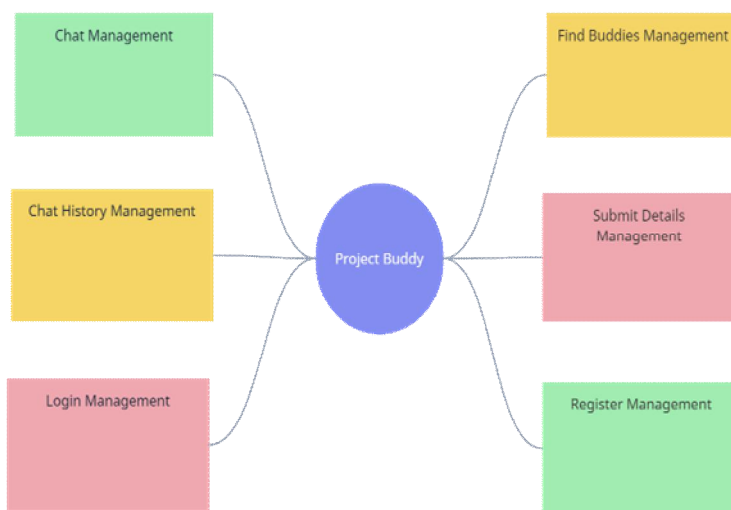 Chat Management
Find Buddies Management
Chat History Management
Submit Details
Management
Project Buddy
Login Management
Register Management